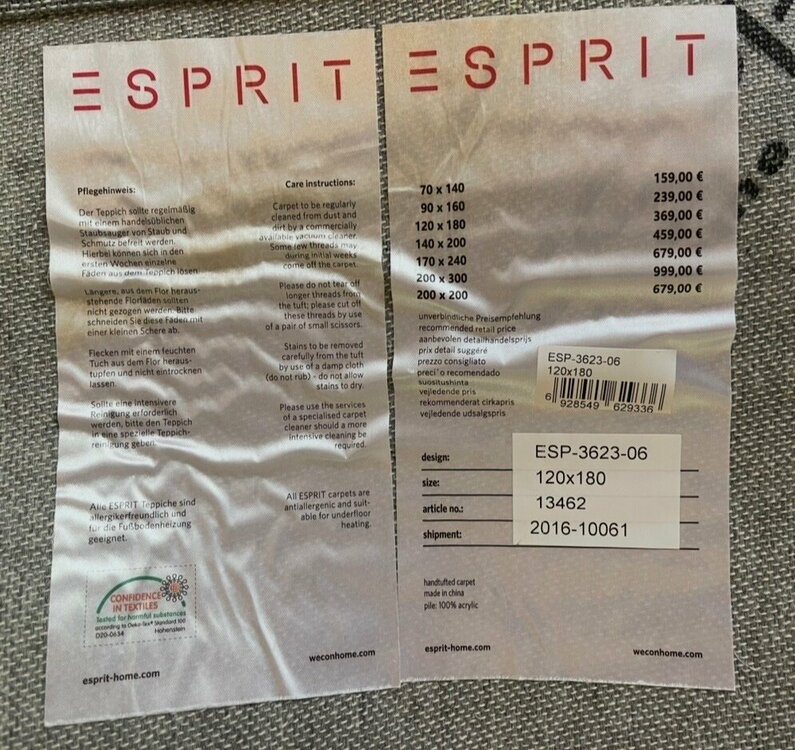 ESPRIT
Pflegehinweis:
Der Teppich sollte regelmäßig
mit einem handelsüblichen
Staubsauger von Staub und
Schmutz befreit werden.
Hierbei können sich in den
ersten Wochen einzelne
Fäden aus dem Teppich lösen.
Längere, aus dem Flor heraus-
stehende Florfäden sollten
nicht gezogen werden. Bitte
schneiden Sie diese Fäden mit
einer kleinen Schere ab.
Flecken mit einem feuchten
Tuch aus dem Flor heraus-
tupfen und nicht eintrocknen
lassen.
Sollte eine intensivere
Reinigung erforderlich
werden, bitte den Teppich
in eine spezielle Teppich-
reinigung geben.
Alle ESPRIT Teppiche sind
allergikerfreundlich und
für die Fußbodenheizung
geeignet.
Care instructions:
Carpet to be regularly
cleaned from dust and
dirt by a commercially
available vacuum cleaner.
Some few threads may
during initial weeks
come off the carpet.
Please do not tear off
longer threads from
the tuft; please cut off
these threads by use
of a pair of small scissors.
Stains to be removed
carefully from the tuft
by use of a damp cloth
(do not rub) - do not allow
stains to dry.
Please use the services
of a specialised carpet
cleaner should a more
intensive cleaning be
required.
All ESPRIT carpets are
antiallergenic and suit-
able for underfloor
heating.
CONFIDENCE
IN TEXTILES
Tested for harmful substances
according to Oeko-Tex® Standard 100
D20-0634 Hohenstein
esprit-home.com
weconhome.com
ESPRIT
70 x 140 159,00 €
90 x 160 239,00 €
120 x 180 369,00 €
140 x 200 459,00 €
170 x 240 679,00 €
200 x 300 999,00 €
200 x 200 679,00 €
unverbindliche Preisempfehlung
recommended retail price
aanbevolen detailhandelsprijs
prix detail suggéré
prezzo consigliato
preci´o recomendado
suositushinta
vejledende pris
rekommenderat cirkapris
vejledende udsalgspris
ESP-3623-06
120x180
6 928549 629336
design: ESP-3623-06
size: 120x180
article no.: 13462
shipment: 2016-10061
handtufted carpet
made in china
pile: 100% acrylic
esprit-home.com
weconhome.com